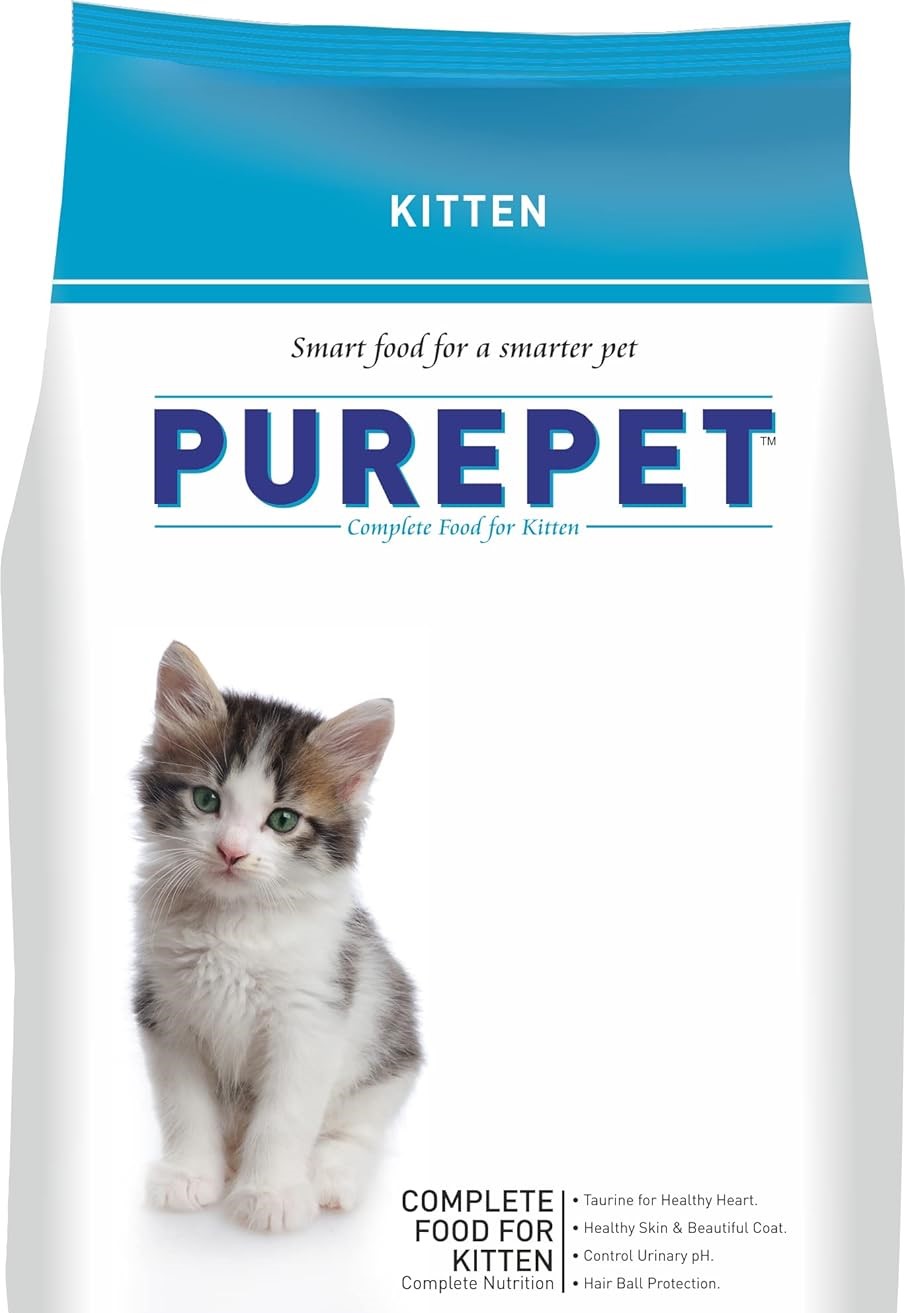 KITTEN
Smart food for a smarter pet
PUREPET™
Complete Food for Kitten
COMPLETE
FOOD FOR
KITTEN
Complete Nutrition
• Taurine for Healthy Heart.
• Healthy Skin & Beautiful Coat.
• Control Urinary pH.
• Hair Ball Protection.